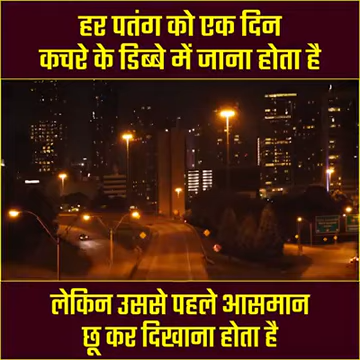 हर पतंग को एक दिन
कचरे के डिब्बे में जाना होता है
लेकिन उससे पहले आसमान
छू कर दिखाना होता है